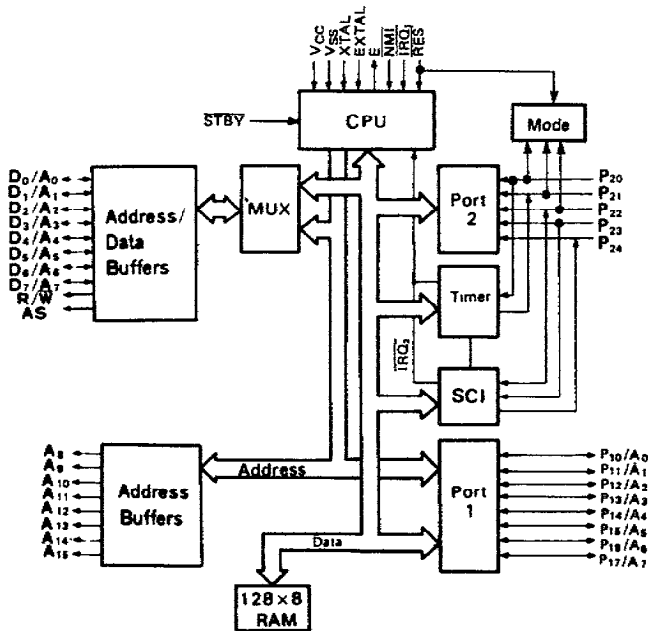 VCC
VSS
XTAL
EXTAL
E
NMI
IRQ₁
RES
STBY
CPU
Mode
D₀/A₀
D₁/A₁
D₂/A₂
D₃/A₃
D₄/A₄
D₅/A₅
D₆/A₆
D₇/A₇
R/W
AS
Address/
Data
Buffers
MUX
Port
2
P₂₀
P₂₁
P₂₂
P₂₃
P₂₄
Timer
IRQ₂
SCI
A₈
A₉
A₁₀
A₁₁
A₁₂
A₁₃
A₁₄
A₁₅
Address
Buffers
Address
Data
Port
1
P₁₀/A₀
P₁₁/A₁
P₁₂/A₂
P₁₃/A₃
P₁₄/A₄
P₁₅/A₅
P₁₆/A₆
P₁₇/A₇
128×8
RAM